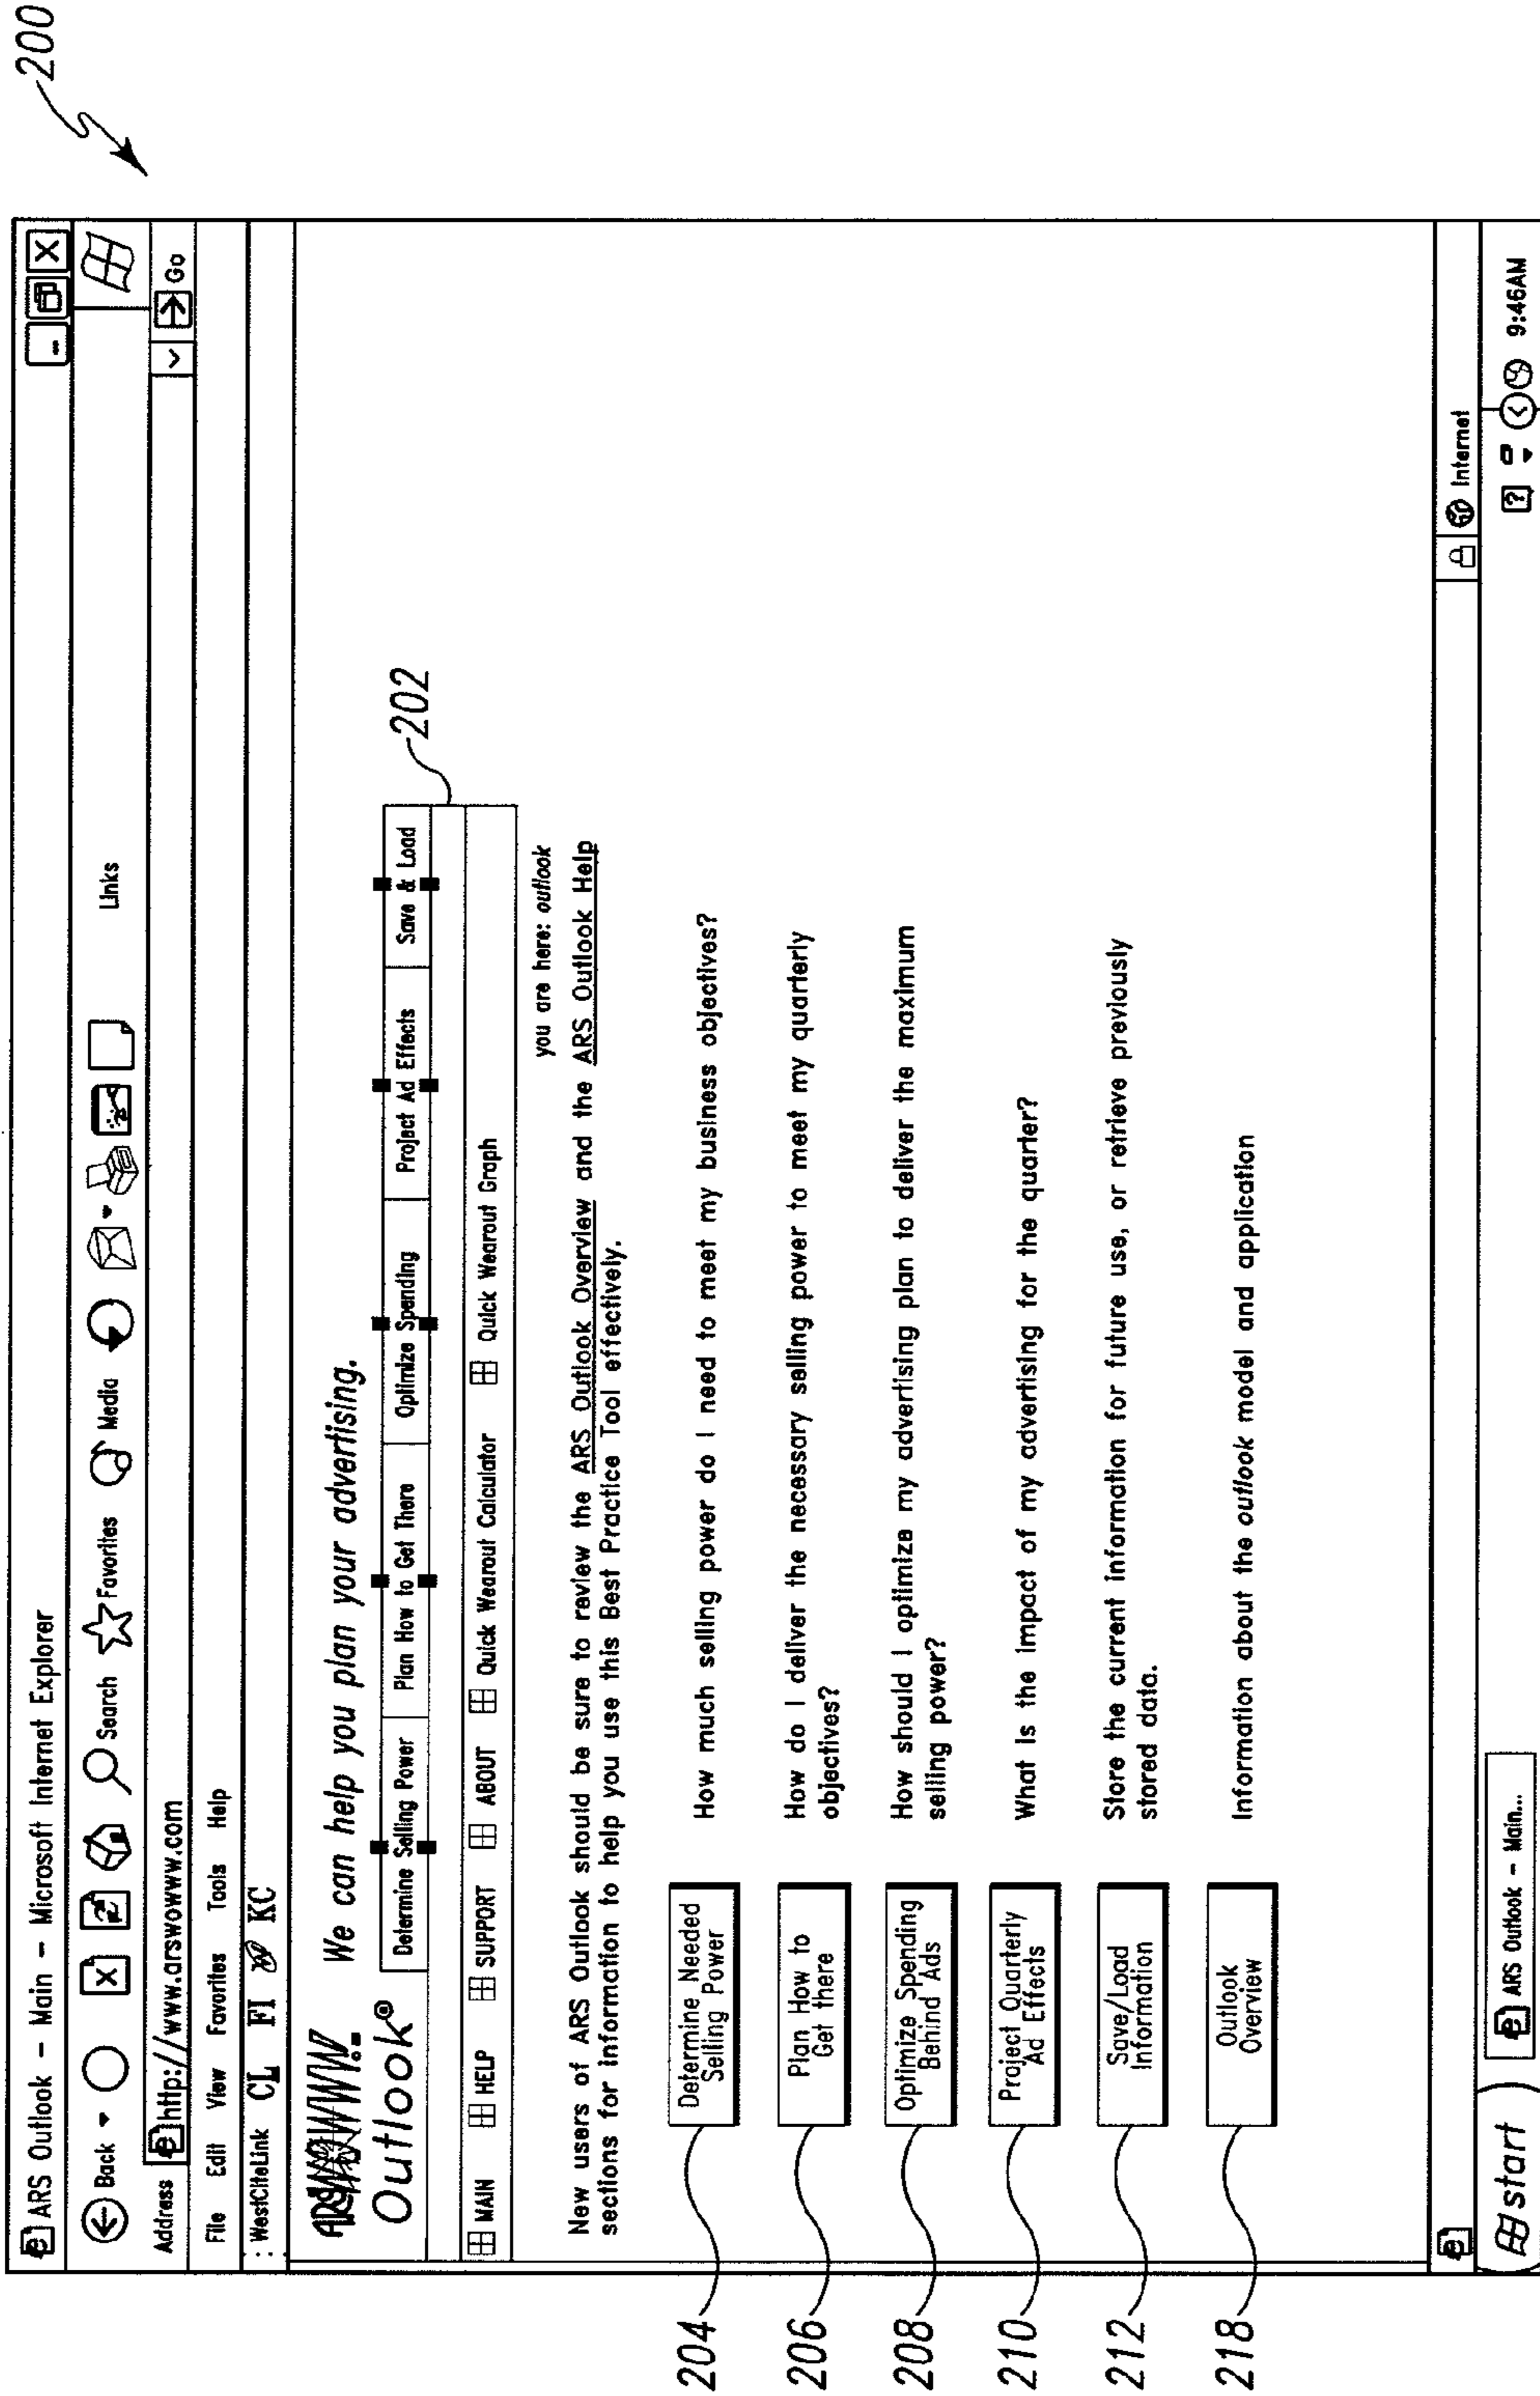 200
ARS Outlook – Main – Microsoft Internet Explorer
Back Search Favorites Media Links
Address http://www.arswowww.com Go
File Edit View Favorites Tools Help
: WestCiteLink CL FI KC
We can help you plan your advertising.
Outlook®
Determine Selling Power Plan How to Get There Optimize Spending Project Ad Effects Save & Load
202
MAIN HELP SUPPORT ABOUT Quick Wearout Calculator Quick Wearout Graph
you are here: outlook
New users of ARS Outlook should be sure to review the ARS Outlook Overview and the ARS Outlook Help
sections for information to help you use this Best Practice Tool effectively.
204
Determine Needed
Selling Power
How much selling power do I need to meet my business objectives?
206
Plan How to
Get there
How do I deliver the necessary selling power to meet my quarterly
objectives?
208
Optimize Spending
Behind Ads
How should I optimize my advertising plan to deliver the maximum
selling power?
210
Project Quarterly
Ad Effects
What is the impact of my advertising for the quarter?
212
Save/Load
Information
Store the current information for future use, or retrieve previously
stored data.
218
Outlook
Overview
Information about the outlook model and application
Internet
start ARS Outlook – Main... 9:46AM